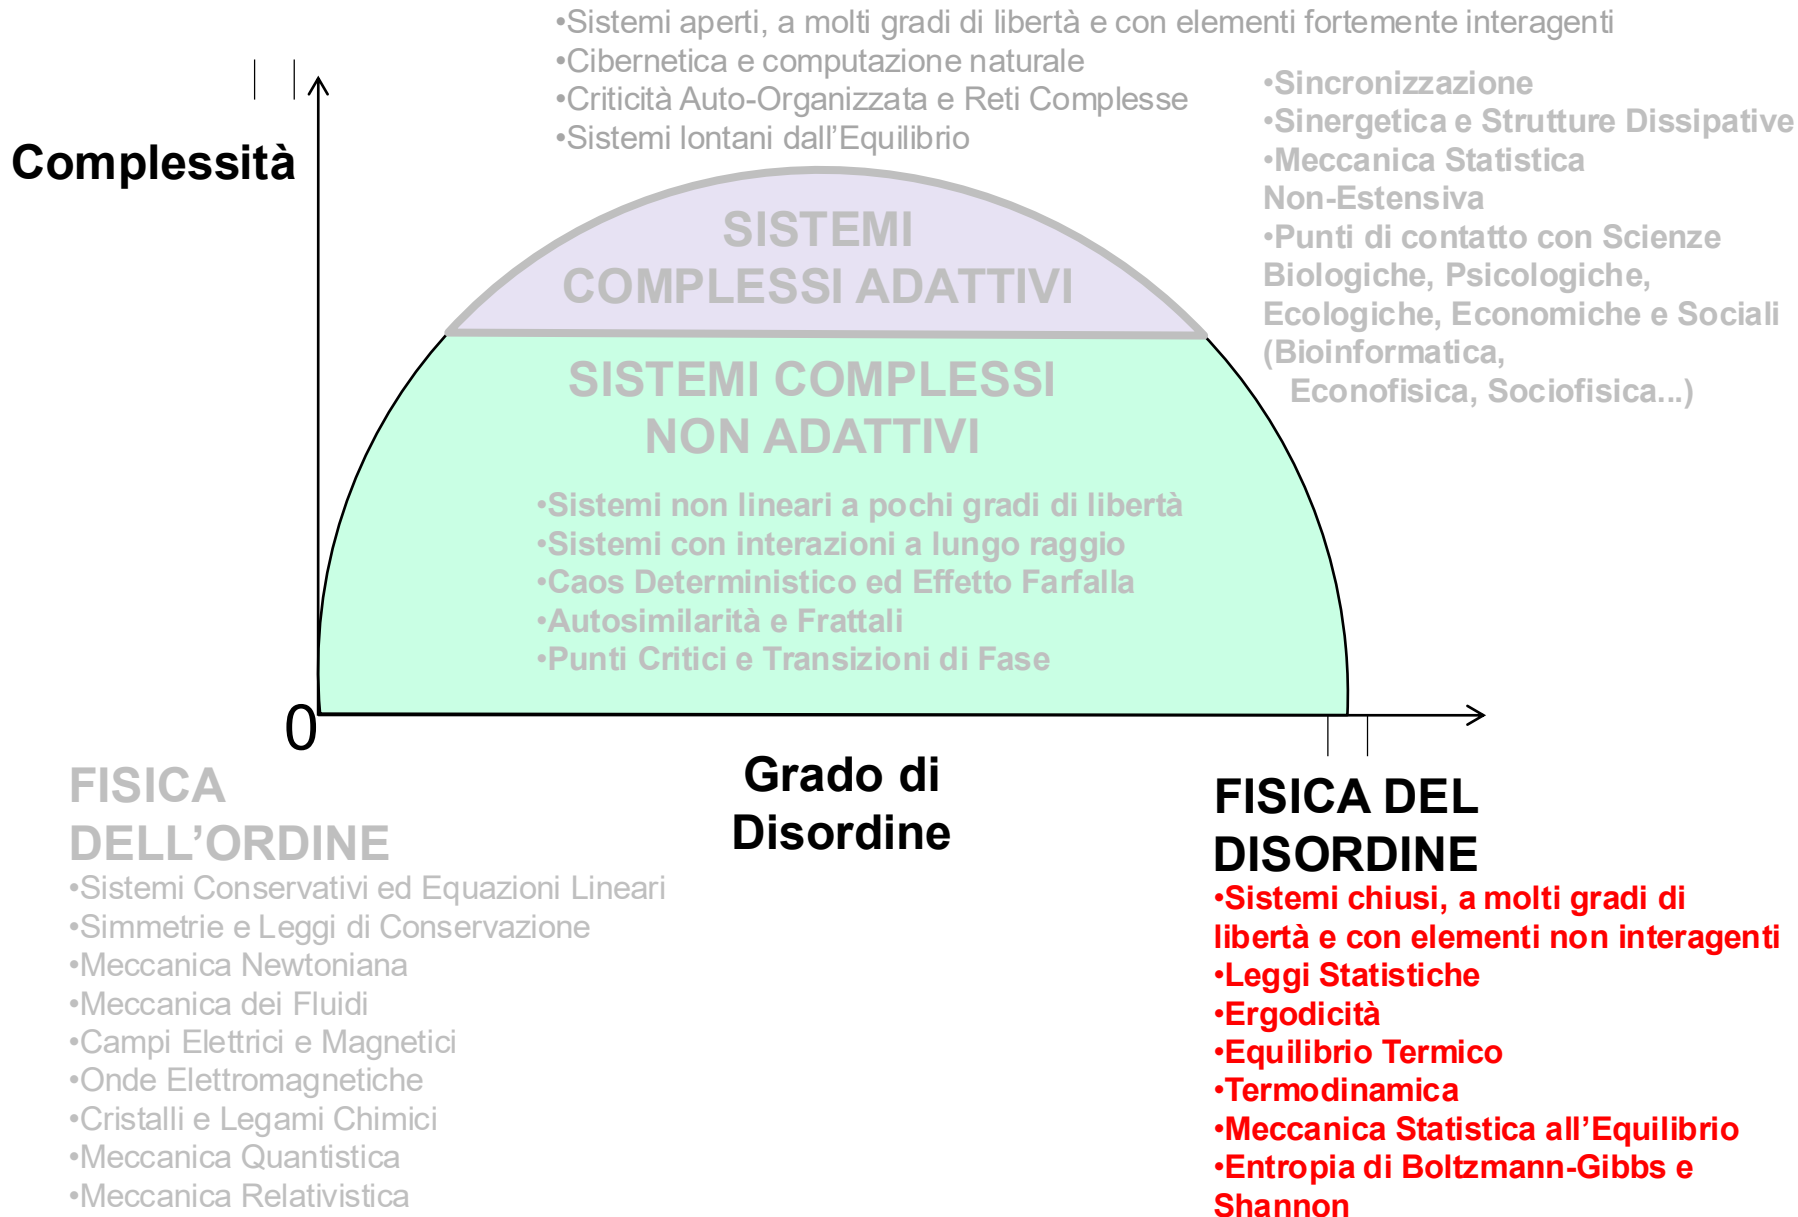 •Sistemi aperti, a molti gradi di libertà e con elementi fortemente interagenti
•Cibernetica e computazione naturale
•Criticità Auto-Organizzata e Reti Complesse
•Sistemi lontani dall’Equilibrio
•Sincronizzazione
•Sinergetica e Strutture Dissipative
•Meccanica Statistica
Non-Estensiva
•Punti di contatto con Scienze
Biologiche, Psicologiche,
Ecologiche, Economiche e Sociali
(Bioinformatica,
Econofisica, Sociofisica...)
Complessità
SISTEMI
COMPLESSI ADATTIVI
SISTEMI COMPLESSI
NON ADATTIVI
•Sistemi non lineari a pochi gradi di libertà
•Sistemi con interazioni a lungo raggio
•Caos Deterministico ed Effetto Farfalla
•Autosimilarità e Frattali
•Punti Critici e Transizioni di Fase
0
Grado di
Disordine
FISICA
DELL’ORDINE
•Sistemi Conservativi ed Equazioni Lineari
•Simmetrie e Leggi di Conservazione
•Meccanica Newtoniana
•Meccanica dei Fluidi
•Campi Elettrici e Magnetici
•Onde Elettromagnetiche
•Cristalli e Legami Chimici
•Meccanica Quantistica
•Meccanica Relativistica
FISICA DEL
DISORDINE
•Sistemi chiusi, a molti gradi di
libertà e con elementi non interagenti
•Leggi Statistiche
•Ergodicità
•Equilibrio Termico
•Termodinamica
•Meccanica Statistica all’Equilibrio
•Entropia di Boltzmann-Gibbs e
Shannon